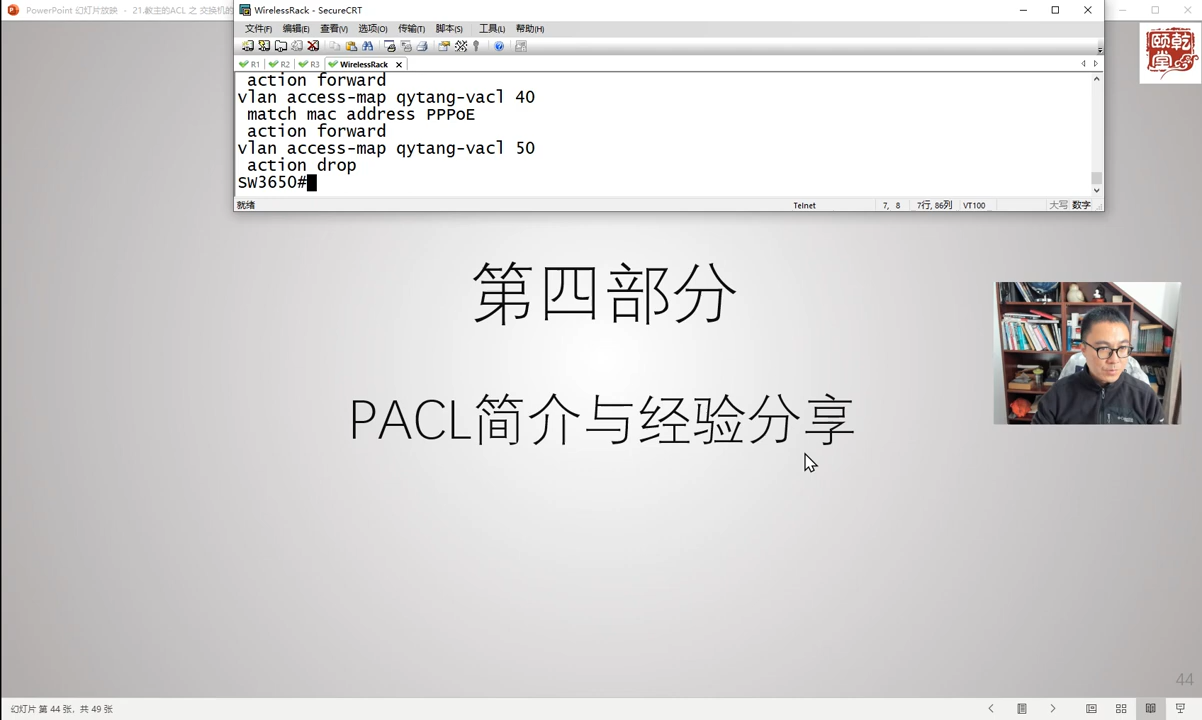 PowerPoint 幻灯片放映 - 21.教主的ACL 之 交换机的
WirelessRack - SecureCRT
文件(F) 编辑(E) 查看(V) 选项(O) 传输(T) 脚本(S) 工具(L) 帮助(H)
R1 R2 R3 WirelessRack
action forward
vlan access-map qytang-vacl 40
match mac address PPPoE
action forward
vlan access-map qytang-vacl 50
action drop
SW3650#
就绪 Telnet 7, 8 7行, 86列 VT100 大写 数字
乾颐堂
第四部分
PACL简介与经验分享
44
幻灯片 第 44 张，共 49 张